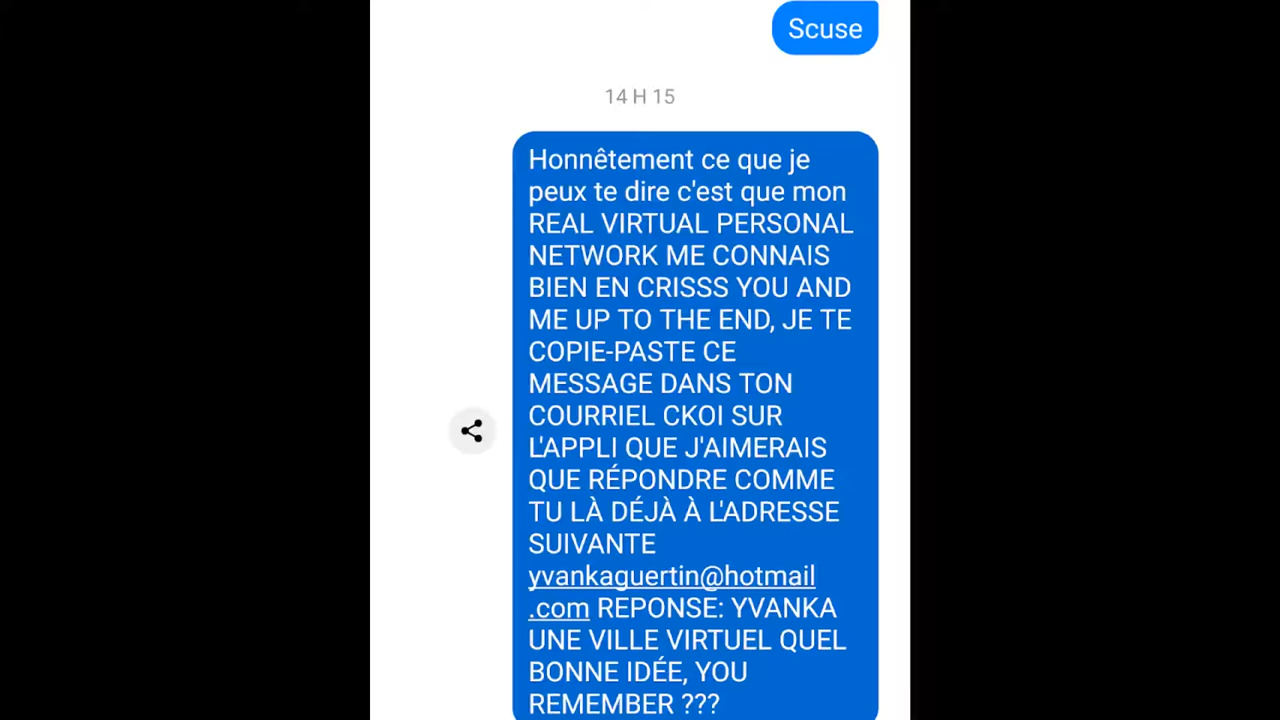 Scuse
14 H 15
Honnêtement ce que je
peux te dire c'est que mon
REAL VIRTUAL PERSONAL
NETWORK ME CONNAIS
BIEN EN CRISSS YOU AND
ME UP TO THE END, JE TE
COPIE-PASTE CE
MESSAGE DANS TON
COURRIEL CKOI SUR
L'APPLI QUE J'AIMERAIS
QUE RÉPONDRE COMME
TU LÀ DÉJÀ À L'ADRESSE
SUIVANTE
yvankaguertin@hotmail
.com REPONSE: YVANKA
UNE VILLE VIRTUEL QUEL
BONNE IDÉE, YOU
REMEMBER ???